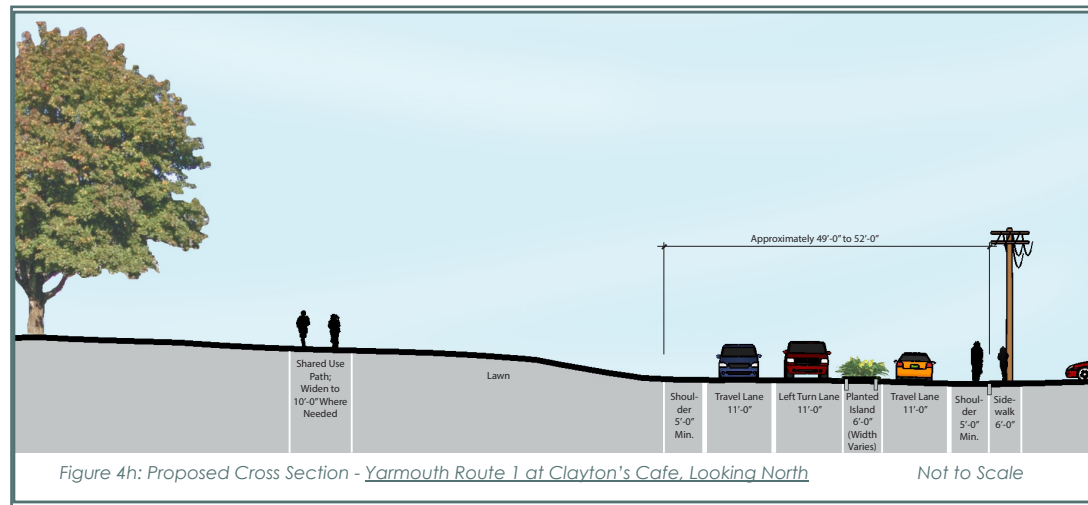 Approximately 49'-0" to 52'-0"
Shared Use
Path;
Widen to
10'-0" Where
Needed
Lawn
Shoul-
der
5'-0"
Min.
Travel Lane
11'-0"
Left Turn Lane
11'-0"
Planted
Island
6'-0"
(Width
Varies)
Travel Lane
11'-0"
Shoul-
der
5'-0"
Min.
Side-
walk
6'-0"
Figure 4h: Proposed Cross Section - Yarmouth Route 1 at Clayton's Cafe, Looking North Not to Scale